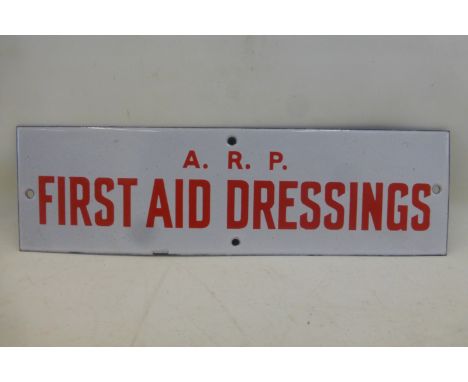 A. R. P.
FIRST AID DRESSINGS